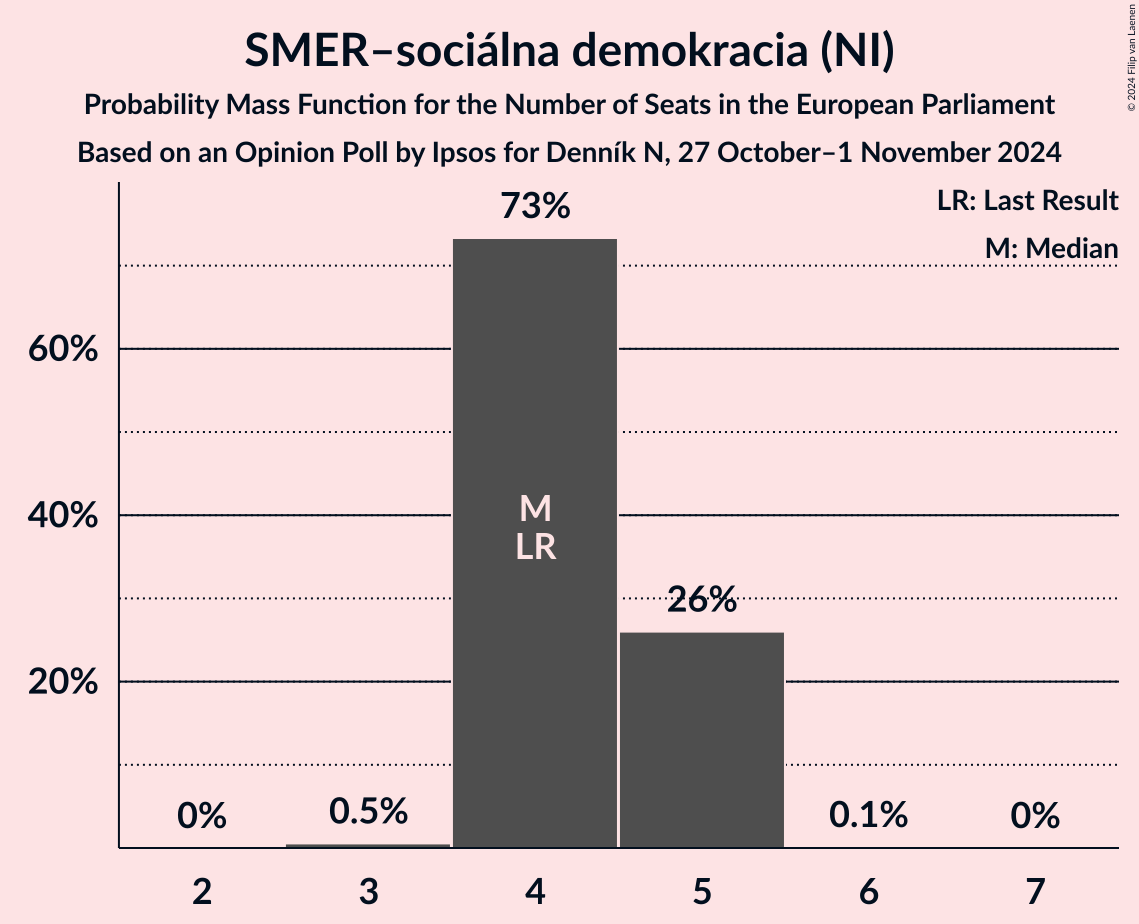 SMER–sociálna demokracia (NI)
Probability Mass Function for the Number of Seats in the European Parliament
Based on an Opinion Poll by Ipsos for Denník N, 27 October–1 November 2024
© 2024 Filip van Laenen
LR: Last Result
M: Median
73%
60%
40%
20%
M
LR
26%
0%
0.5%
0.1%
0%
2
3
4
5
6
7